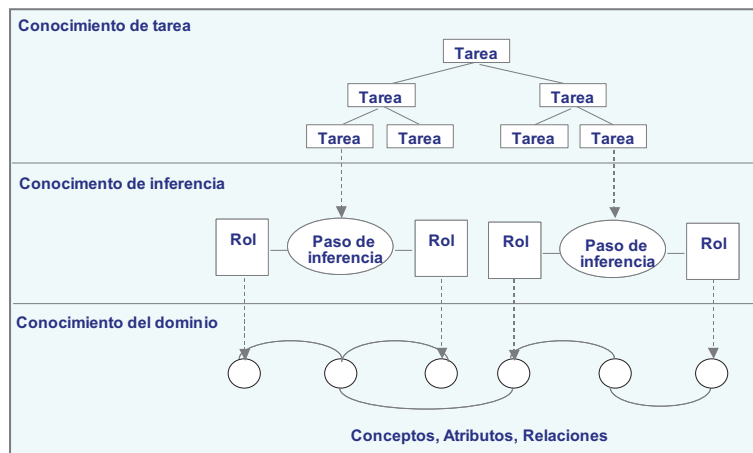 Conocimiento de tarea
Tarea
Tarea
Tarea
Tarea
Tarea
Tarea
Tarea
Conocimento de inferencia
Rol
Paso de
inferencia
Rol
Rol
Paso de
inferencia
Rol
Conocimiento del dominio
Conceptos, Atributos, Relaciones